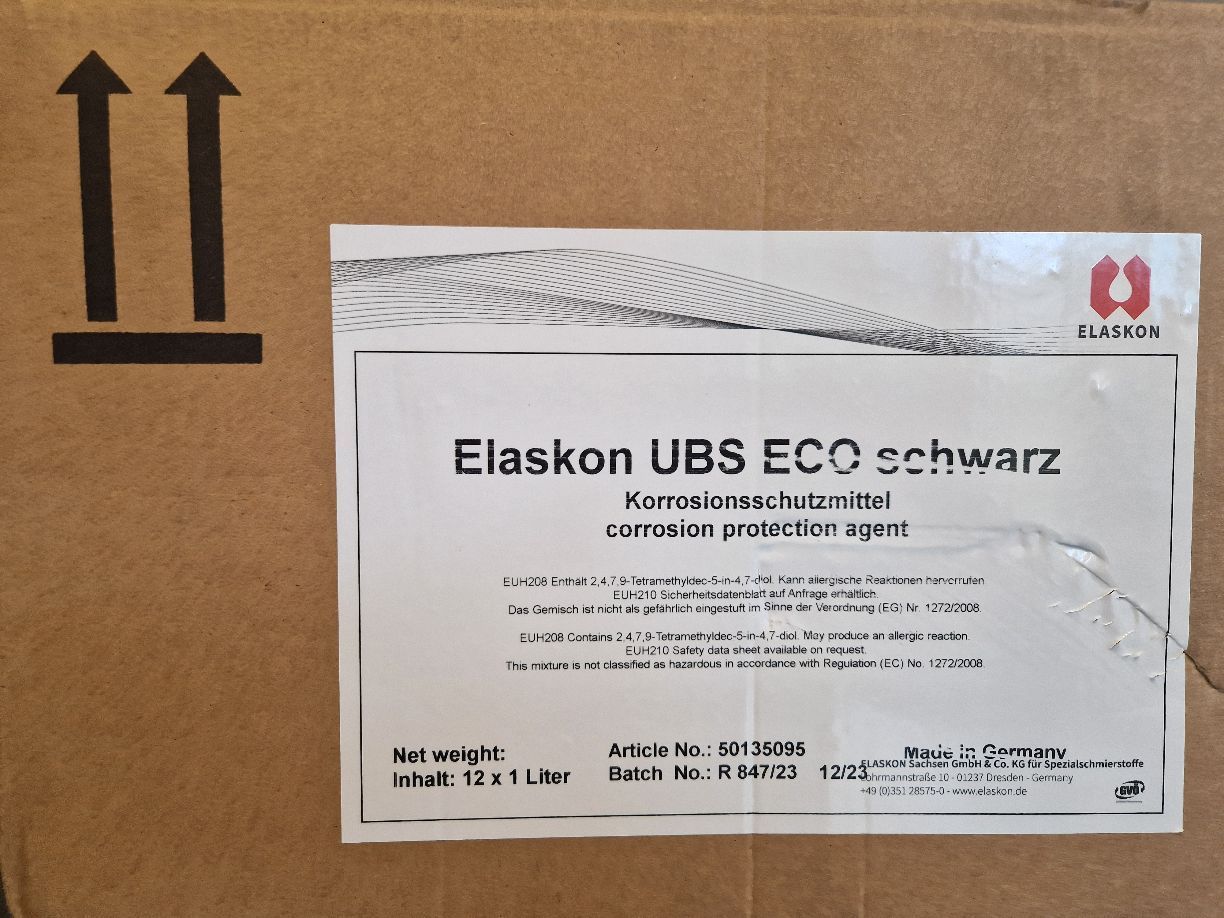 ELASKON
Elaskon UBS ECO schwarz
Korrosionsschutzmittel
corrosion protection agent
EUH208 Enthält 2,4,7,9-Tetramethyldec-5-in-4,7-diol. Kann allergische Reaktionen hervorrufen
EUH210 Sicherheitsdatenblatt auf Anfrage erhältlich.
Das Gemisch ist nicht als gefährlich eingestuft im Sinne der Verordnung (EG) Nr. 1272/2008.
EUH208 Contains 2,4,7,9-Tetramethyldec-5-in-4,7-diol. May produce an allergic reaction.
EUH210 Safety data sheet available on request.
This mixture is not classified as hazardous in accordance with Regulation (EC) No. 1272/2008.
Net weight:
Inhalt: 12 x 1 Liter
Article No.: 50135095
Batch No.: R 847/23 12/23
Made in Germany
ELASKON Sachsen GmbH & Co. KG für Spezialschmierstoffe
Lohrmannstraße 10 - 01237 Dresden - Germany
+49 (0)351 28575-0 - www.elaskon.de
GVÖ